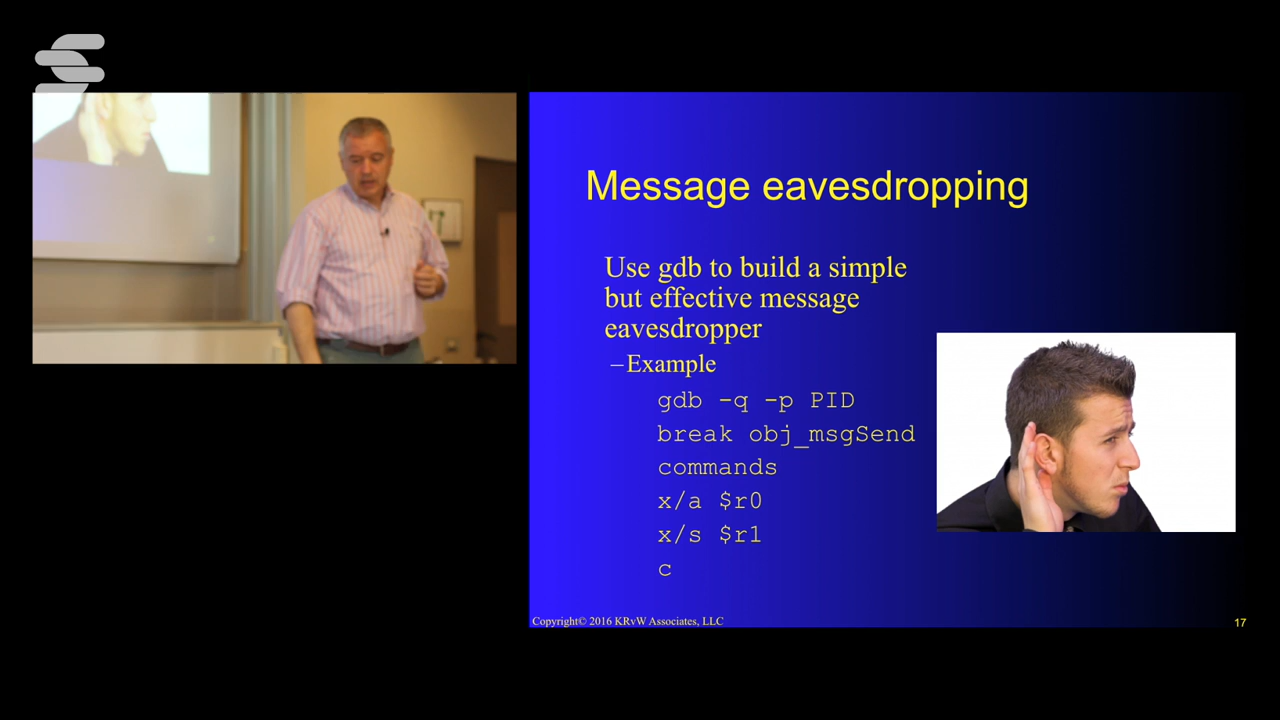 Message eavesdropping
Use gdb to build a simple
but effective message
eavesdropper
–Example
gdb -q -p PID
break obj_msgSend
commands
x/a $r0
x/s $r1
c
Copyright© 2016 KRvW Associates, LLC
17